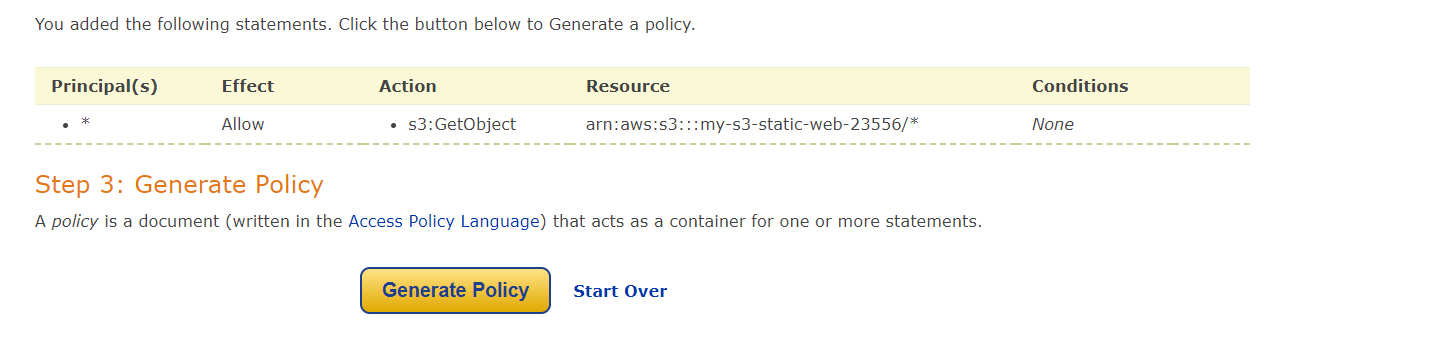 You added the following statements. Click the button below to Generate a policy.
Principal(s) Effect Action Resource Conditions
• * Allow • s3:GetObject arn:aws:s3:::my-s3-static-web-23556/* None
Step 3: Generate Policy
A policy is a document (written in the Access Policy Language) that acts as a container for one or more statements.
Generate Policy Start Over